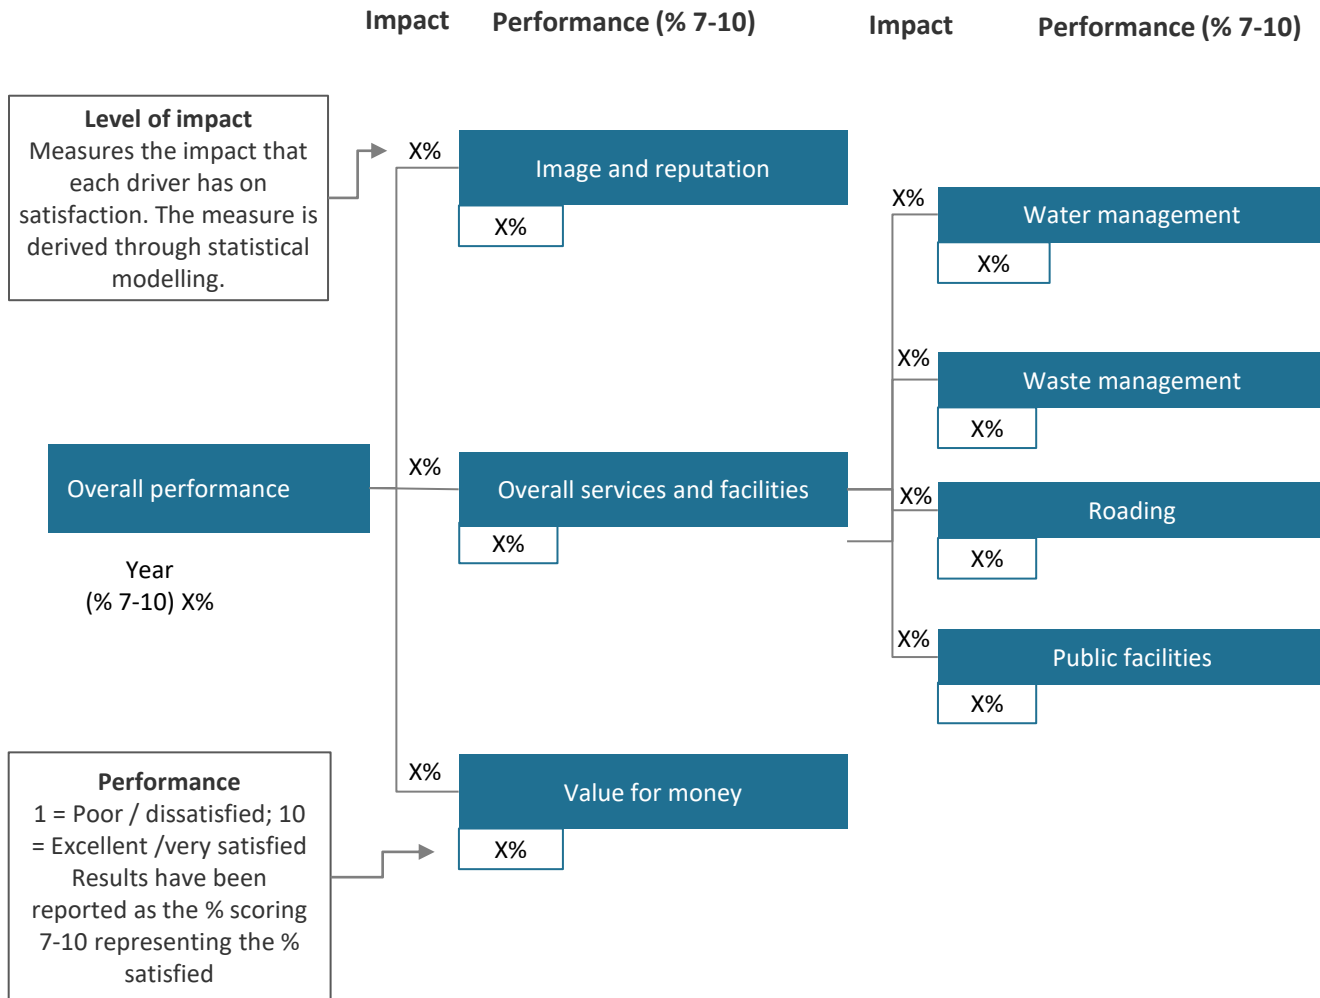 Impact
Performance (% 7-10)
Impact
Performance (% 7-10)
Level of impact
Measures the impact that
each driver has on
satisfaction. The measure is
derived through statistical
modelling.
X%
Image and reputation
X%
X%
Water management
X%
X%
Waste management
X%
Overall performance
Year
(% 7-10) X%
X%
Overall services and facilities
X%
X%
Roading
X%
X%
Public facilities
X%
Performance
1 = Poor / dissatisfied; 10
= Excellent /very satisfied
Results have been
reported as the % scoring
7-10 representing the %
satisfied
X%
Value for money
X%